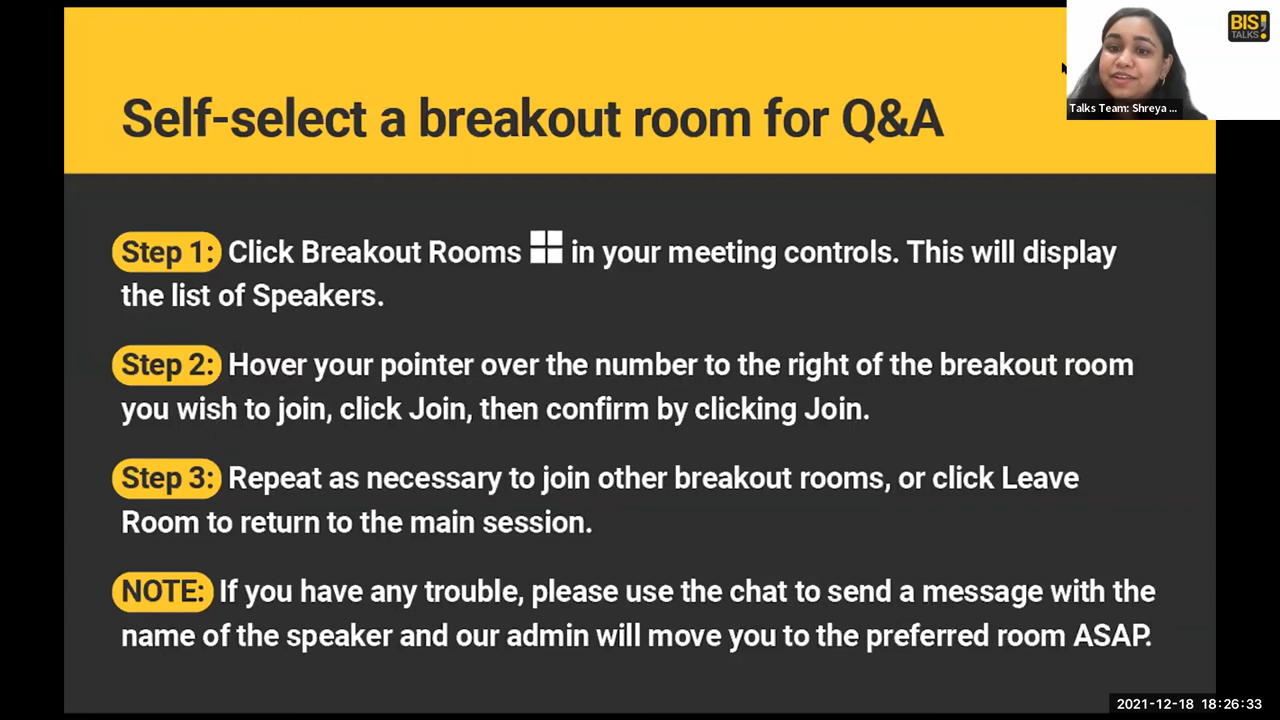 BIS!
TALKS
Talks Team: Shreya ...
Self-select a breakout room for Q&A
Step 1: Click Breakout Rooms in your meeting controls. This will display
the list of Speakers.
Step 2: Hover your pointer over the number to the right of the breakout room
you wish to join, click Join, then confirm by clicking Join.
Step 3: Repeat as necessary to join other breakout rooms, or click Leave
Room to return to the main session.
NOTE: If you have any trouble, please use the chat to send a message with the
name of the speaker and our admin will move you to the preferred room ASAP.
2021-12-18 18:26:33